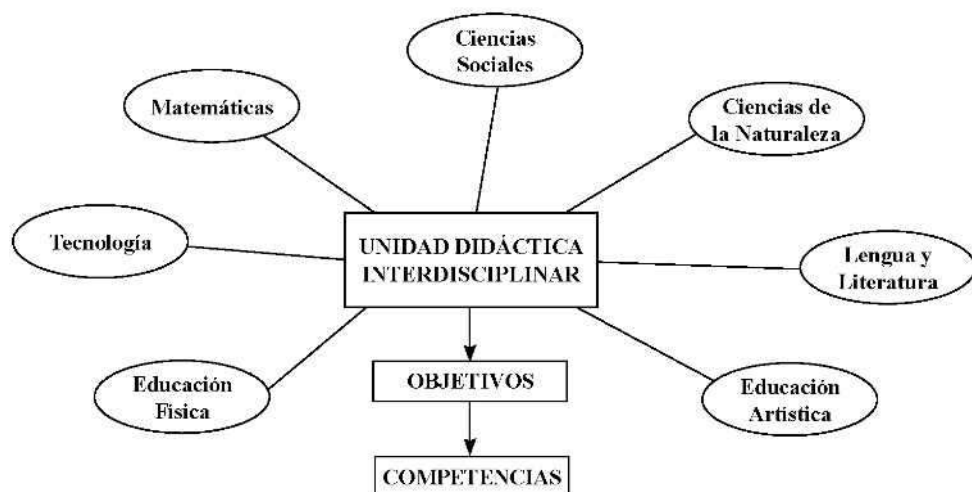 Ciencias
Sociales
Matemáticas
Ciencias de
la Naturaleza
Tecnología
UNIDAD DIDÁCTICA
INTERDISCIPLINAR
Lengua y
Literatura
Educación
Física
OBJETIVOS
Educación
Artística
COMPETENCIAS